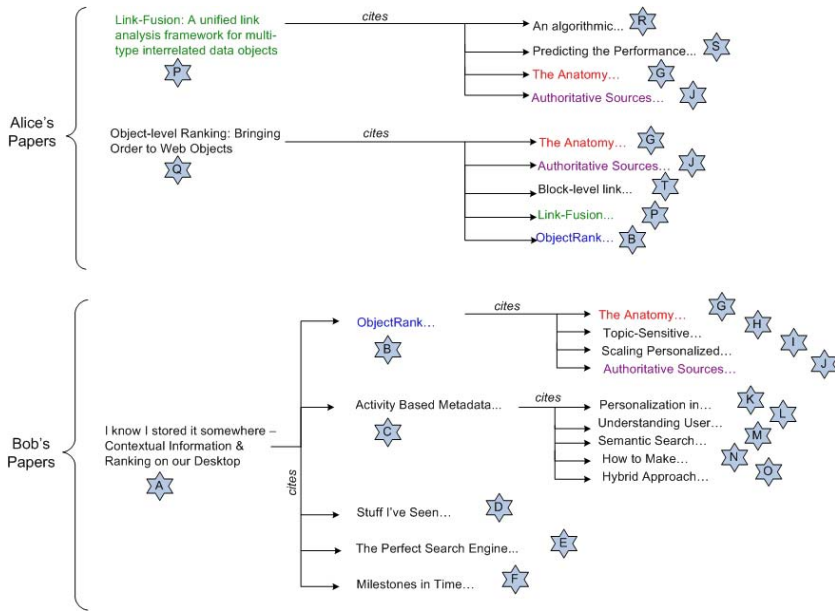 Alice's
Papers
Link-Fusion: A unified link
analysis framework for multi-
type interrelated data objects
P
cites
An algorithmic... R
Predicting the Performance... S
The Anatomy... G
Authoritative Sources... J
Object-level Ranking: Bringing
Order to Web Objects
Q
cites
The Anatomy... G
Authoritative Sources... J
Block-level link... T
Link-Fusion... P
ObjectRank... B
Bob's
Papers
I know I stored it somewhere –
Contextual Information &
Ranking on our Desktop
A
cites
ObjectRank...
B
cites
The Anatomy... G
Topic-Sensitive... H
Scaling Personalized... I
Authoritative Sources... J
Activity Based Metadata...
C
cites
Personalization in... K
Understanding User... L
Semantic Search... M
How to Make... N
Hybrid Approach... O
Stuff I've Seen... D
The Perfect Search Engine... E
Milestones in Time... F